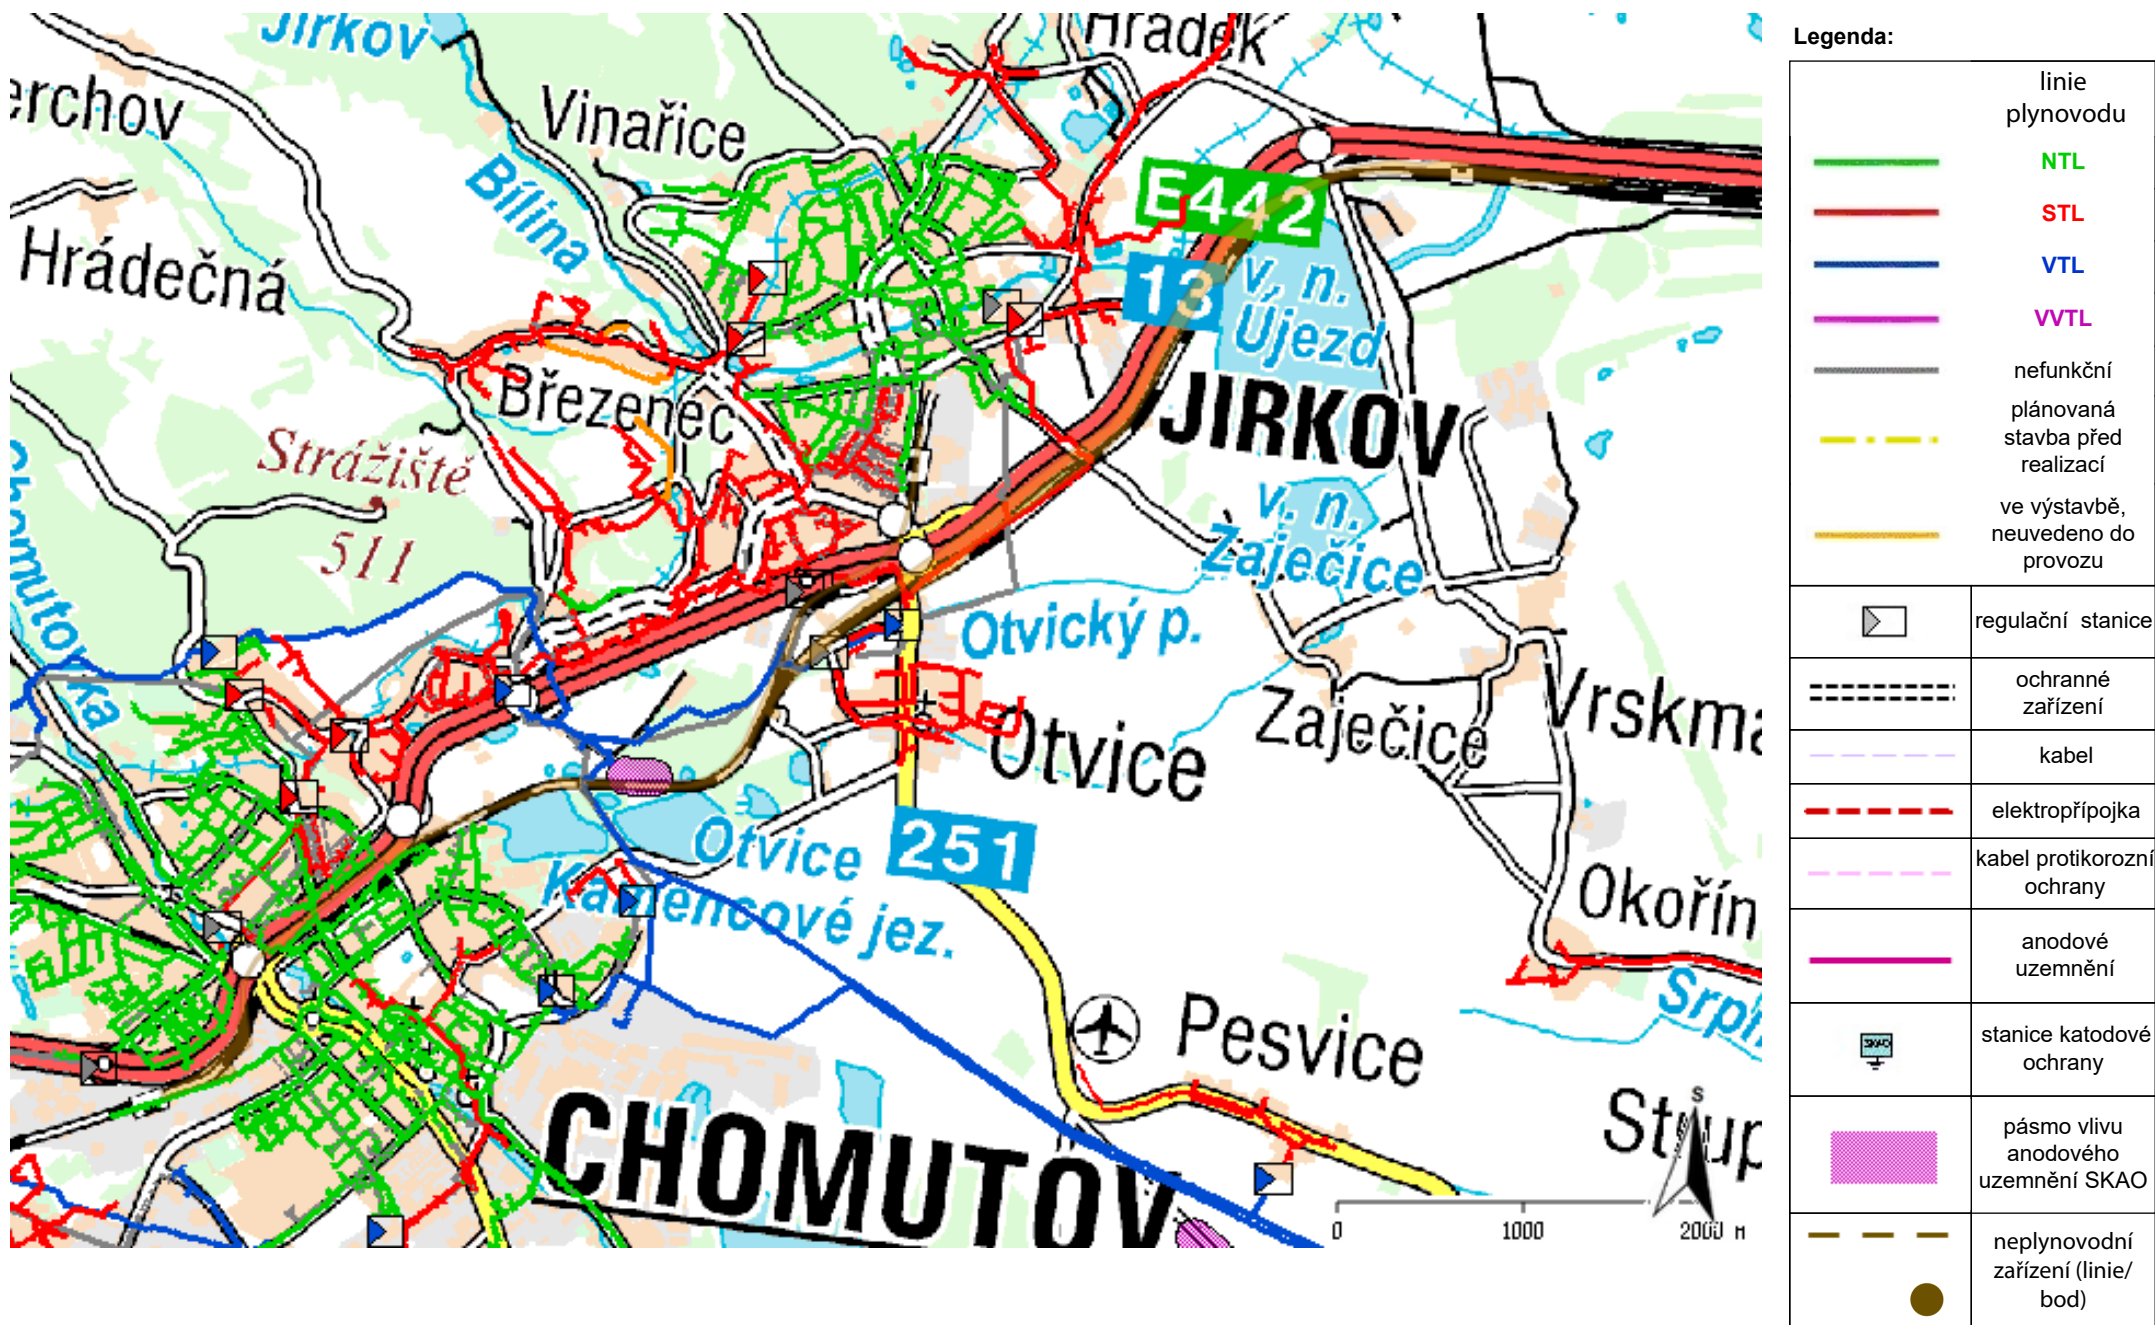 Jirkov
Hrádek
erchov
Vinařice
Bílina
E442
Hrádečná
13
v. n.
Újezd
Březenec
JIRKOV
Strážiště
511
v. n.
Zaječice
Chomutovka
Otvický p.
Zaječice
Otvice
Otvice
251
Kamencové jez.
Okořín
Pesvice
CHOMUTOV
S
0
1000
2000 M
Legenda:
linie
plynovodu
NTL
STL
VTL
VVTL
nefunkční
plánovaná
stavba před
realizací
ve výstavbě,
neuvedeno do
provozu
regulační stanice
ochranné
zařízení
kabel
elektropřípojka
kabel protikorozní
ochrany
anodové
uzemnění
SKAO
stanice katodové
ochrany
pásmo vlivu
anodového
uzemnění SKAO
neplynovodní
zařízení (linie/
bod)